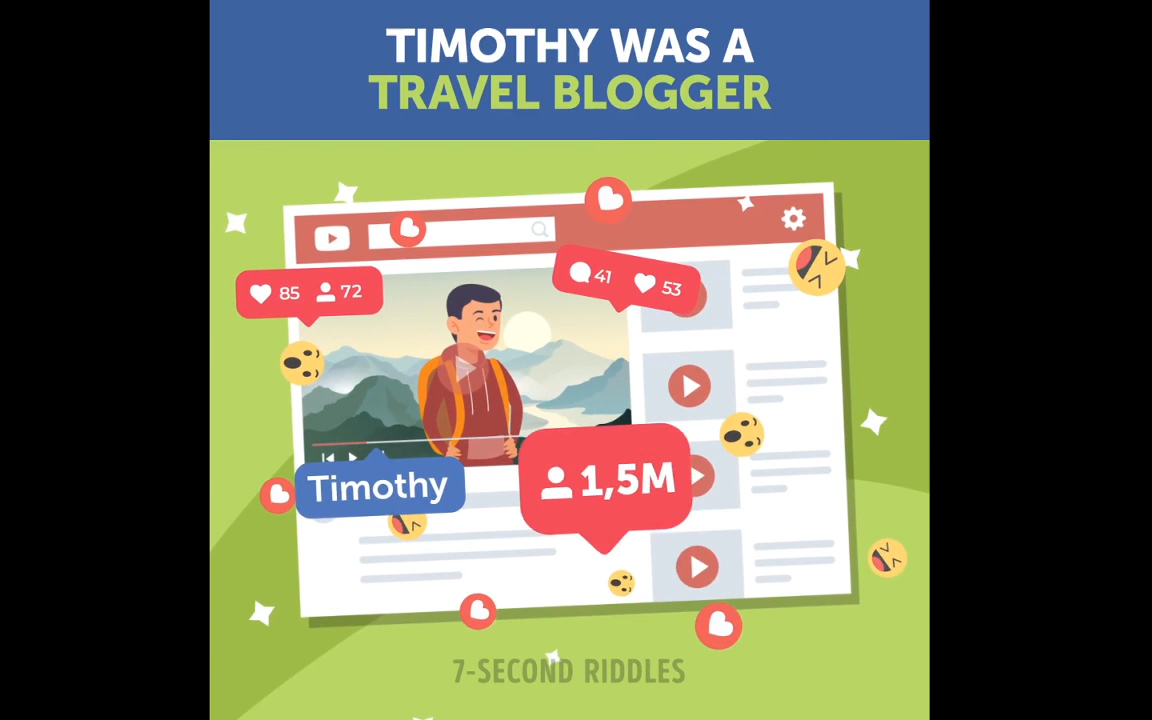 TIMOTHY WAS A
TRAVEL BLOGGER
85 72
41 53
Timothy
1,5M
7-SECOND RIDDLES